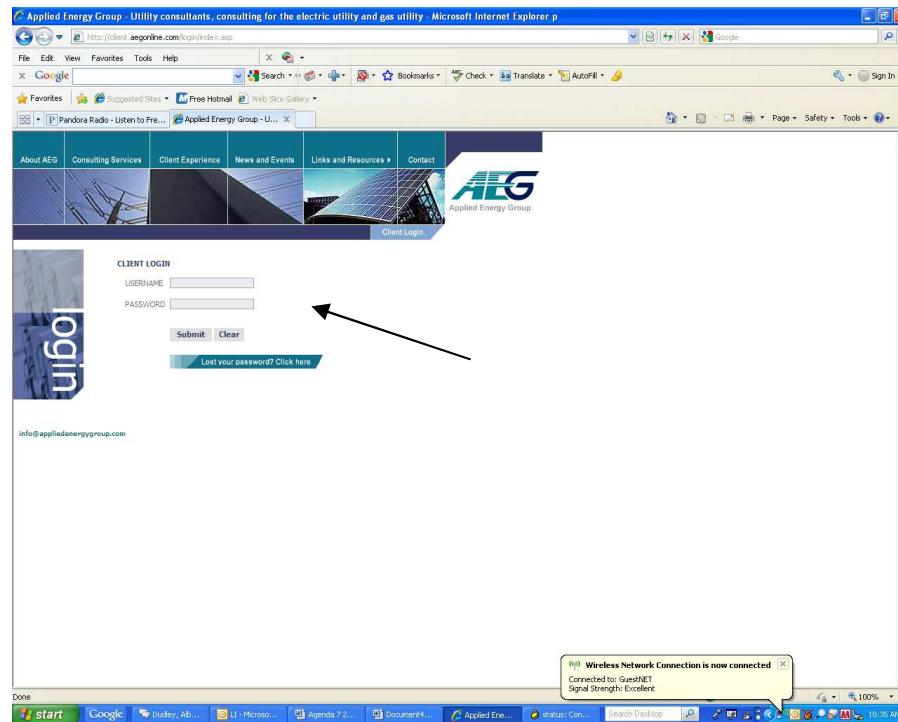 Applied Energy Group - Utility consultants, consulting for the electric utility and gas utility - Microsoft Internet Explorer p
http://client.aegonline.com/login/index.asp
Google
File Edit View Favorites Tools Help
Google Search Bookmarks Check Translate AutoFill Sign In
Favorites Suggested Sites Free Hotmail Web Slice Gallery
Pandora Radio - Listen to Fre... Applied Energy Group - U... Page Safety Tools
About AEG Consulting Services Client Experience News and Events Links and Resources Contact
AEG
Applied Energy Group
Client Login
login
CLIENT LOGIN
USERNAME
PASSWORD
Submit Clear
Lost your password? Click here
info@appliedenergygroup.com
Wireless Network Connection is now connected
Connected to: GuestNET
Signal Strength: Excellent
Done 100%
start Google Dudey, Ab... LI - Microso... Agenda 7 2... Document4... Applied Ene... status: Con... Search Desktop 10:35 AM